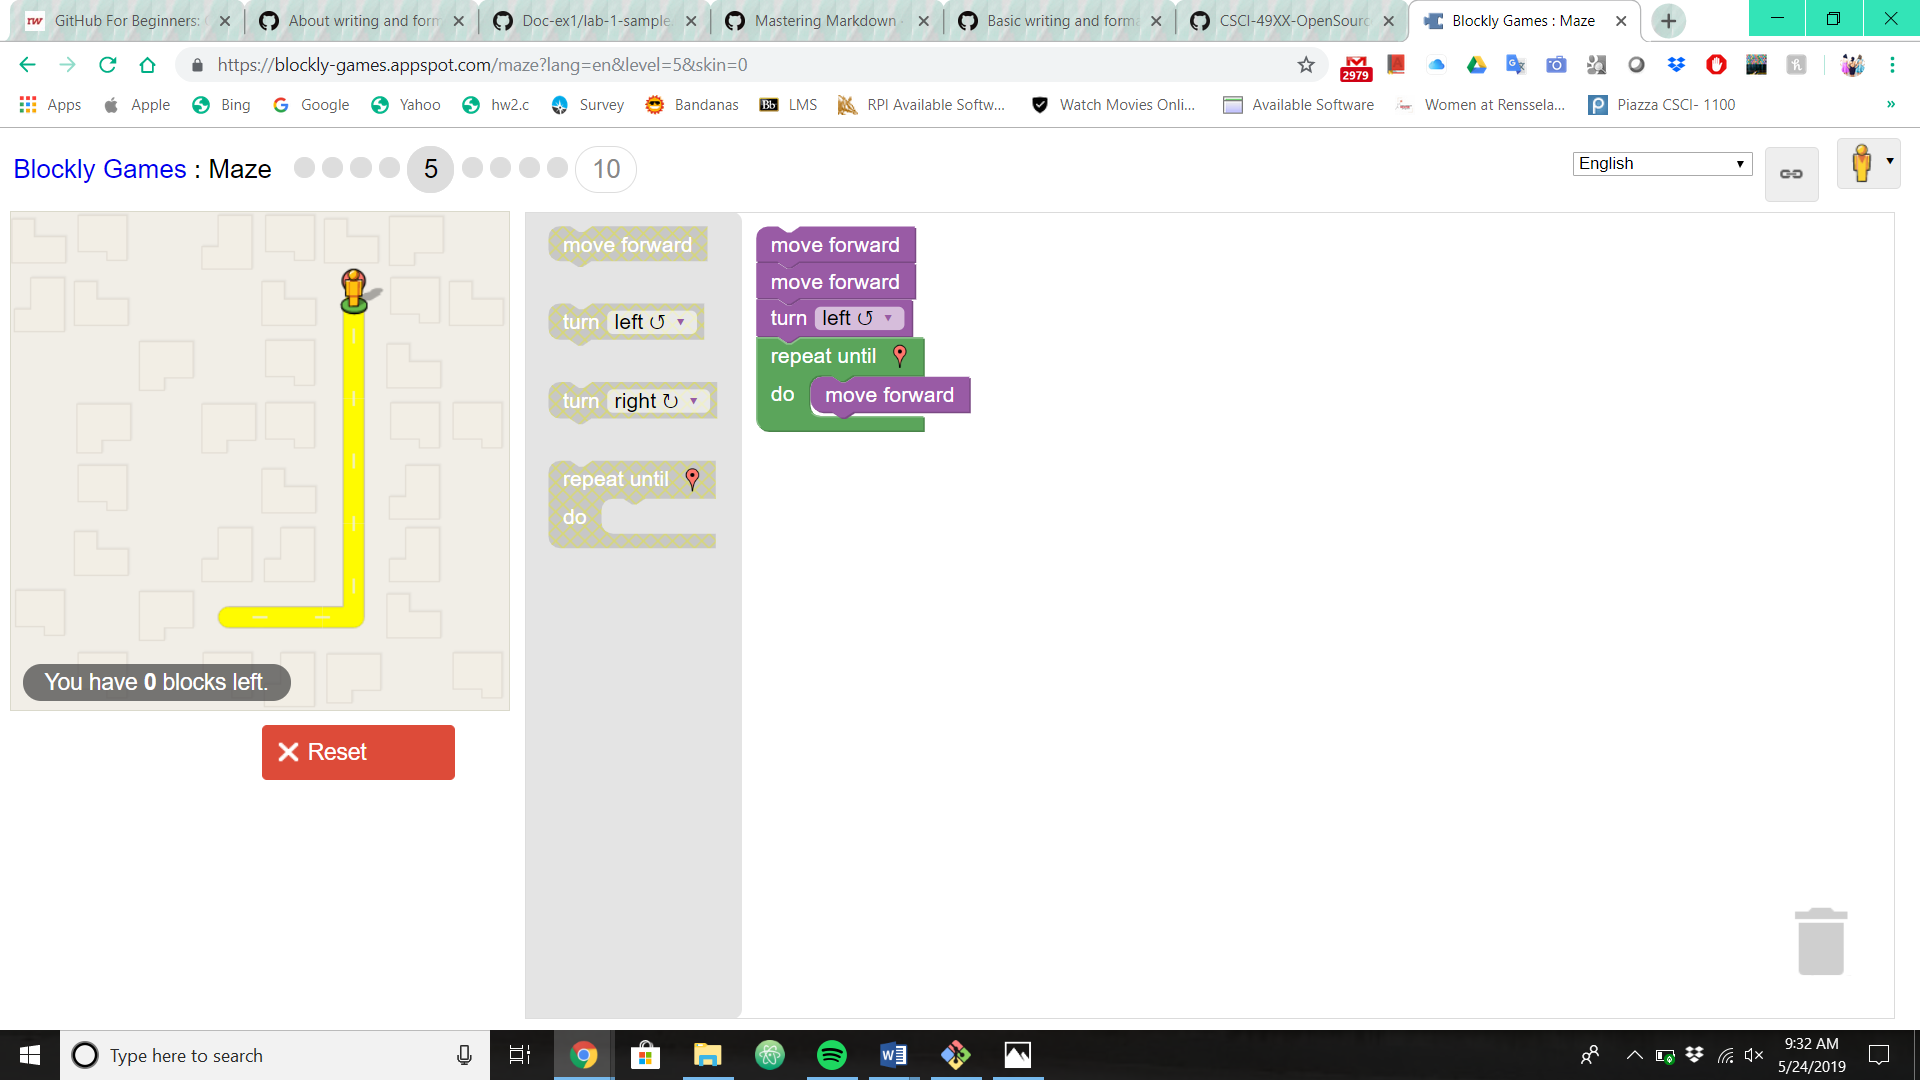 GitHub For Beginners:
About writing and form
Doc-ex1/lab-1-sample.
Mastering Markdown
Basic writing and forma
CSCI-49XX-OpenSourc
Blockly Games : Maze
https://blockly-games.appspot.com/maze?lang=en&level=5&skin=0
2979
Apps
Apple
Bing
Google
Yahoo
hw2.c
Survey
Bandanas
Bb
LMS
RPI Available Softw...
Watch Movies Onli...
Available Software
Women at Renssela...
Piazza CSCI- 1100
»
Blockly Games : Maze
5
10
English
move forward
turn left
turn right
repeat until
do
move forward
move forward
turn left
repeat until
do move forward
You have 0 blocks left.
Reset
Type here to search
9:32 AM
5/24/2019